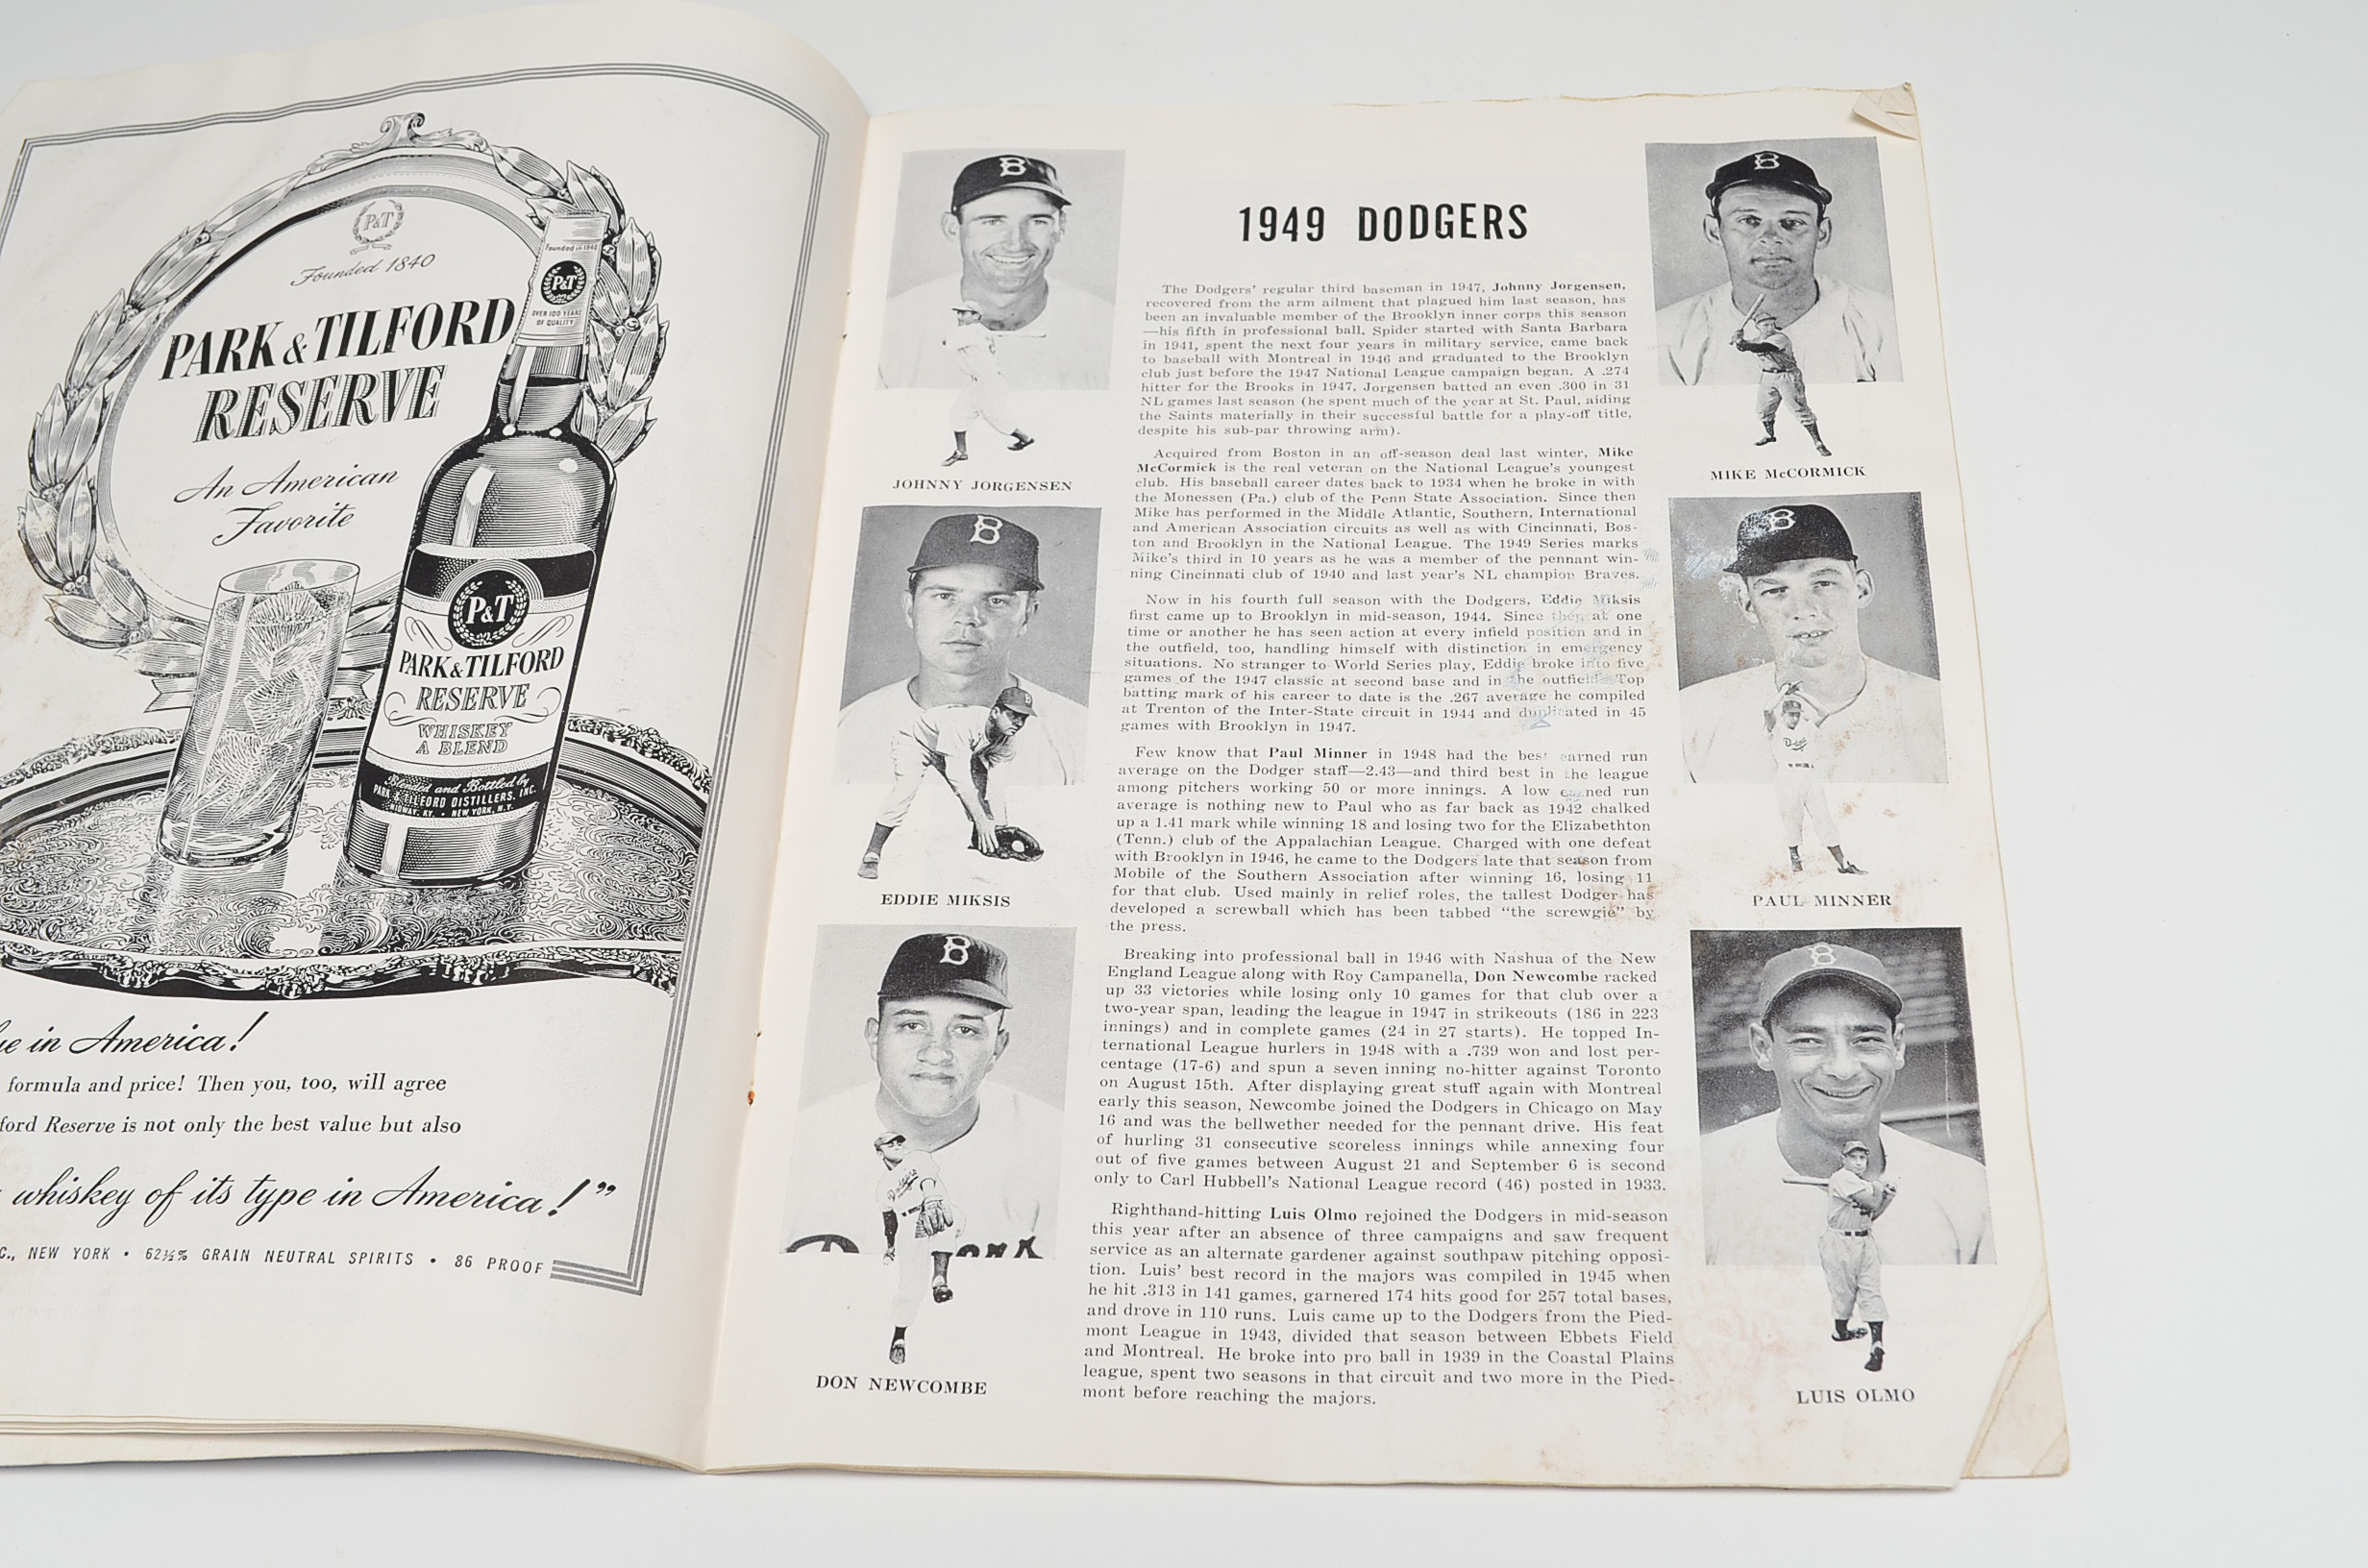 P&T
Founded 1840
PARK & TILFORD
RESERVE
An American
Favorite
Founded in 1840
P&T
OVER 100 YEARS
OF QUALITY
P&T
PARK & TILFORD
RESERVE
WHISKEY
A BLEND
Blended and Bottled by
PARK & TILFORD DISTILLERS, INC.
MIDWAY, KY. • NEW YORK, N.Y.
in America!
formula and price! Then you, too, will agree
Reserve is not only the best value but also
whiskey of its type in America!"
NEW YORK • 62½% GRAIN NEUTRAL SPIRITS • 86 PROOF
1949 DODGERS
The Dodgers' regular third baseman in 1947, Johnny Jorgensen,
recovered from the arm ailment that plagued him last season, has
been an invaluable member of the Brooklyn inner corps this season
—his fifth in professional ball. Spider started with Santa Barbara
in 1941, spent the next four years in military service, came back
to baseball with Montreal in 1946 and graduated to the Brooklyn
club just before the 1947 National League campaign began. A .274
hitter for the Brooks in 1947, Jorgensen batted an even .300 in 31
NL games last season (he spent much of the year at St. Paul, aiding
the Saints materially in their successful battle for a play-off title,
despite his sub-par throwing arm).
Acquired from Boston in an off-season deal last winter, Mike
McCormick is the real veteran on the National League's youngest
club. His baseball career dates back to 1934 when he broke in with
the Monessen (Pa.) club of the Penn State Association. Since then
Mike has performed in the Middle Atlantic, Southern, International
and American Association circuits as well as with Cincinnati, Bos-
ton and Brooklyn in the National League. The 1949 Series marks
Mike's third in 10 years as he was a member of the pennant win-
ning Cincinnati club of 1940 and last year's NL champion Braves.
Now in his fourth full season with the Dodgers, Eddie Miksis
first came up to Brooklyn in mid-season, 1944. Since then at one
time or another he has seen action at every infield position and in
the outfield, too, handling himself with distinction in emergency
situations. No stranger to World Series play, Eddie broke into five
games of the 1947 classic at second base and in the outfield. Top
batting mark of his career to date is the .267 average he compiled
at Trenton of the Inter-State circuit in 1944 and duplicated in 45
games with Brooklyn in 1947.
Few know that Paul Minner in 1948 had the best earned run
average on the Dodger staff—2.43—and third best in the league
among pitchers working 50 or more innings. A low earned run
average is nothing new to Paul who as far back as 1942 chalked
up a 1.41 mark while winning 18 and losing two for the Elizabethton
(Tenn.) club of the Appalachian League. Charged with one defeat
with Brooklyn in 1946, he came to the Dodgers late that season from
Mobile of the Southern Association after winning 16, losing 11
for that club. Used mainly in relief roles, the tallest Dodger has
developed a screwball which has been tabbed "the screwgie" by
the press.
Breaking into professional ball in 1946 with Nashua of the New
England League along with Roy Campanella, Don Newcombe racked
up 33 victories while losing only 10 games for that club over a
two-year span, leading the league in 1947 in strikeouts (186 in 223
innings) and in complete games (24 in 27 starts). He topped In-
ternational League hurlers in 1948 with a .739 won and lost per-
centage (17-6) and spun a seven inning no-hitter against Toronto
on August 15th. After displaying great stuff again with Montreal
early this season, Newcombe joined the Dodgers in Chicago on May
16 and was the bellwether needed for the pennant drive. His feat
of hurling 31 consecutive scoreless innings while annexing four
out of five games between August 21 and September 6 is second
only to Carl Hubbell's National League record (46) posted in 1933.
Righthand-hitting Luis Olmo rejoined the Dodgers in mid-season
this year after an absence of three campaigns and saw frequent
service as an alternate gardener against southpaw pitching opposi-
tion. Luis' best record in the majors was compiled in 1945 when
he hit .313 in 141 games, garnered 174 hits good for 257 total bases,
and drove in 110 runs. Luis came up to the Dodgers from the Pied-
mont League in 1943, divided that season between Ebbets Field
and Montreal. He broke into pro ball in 1939 in the Coastal Plains
league, spent two seasons in that circuit and two more in the Pied-
mont before reaching the majors.
B
JOHNNY JORGENSEN
B
EDDIE MIKSIS
B
Dodgers
DON NEWCOMBE
B
MIKE McCORMICK
B
Dodgers
PAUL MINNER
B
LUIS OLMO